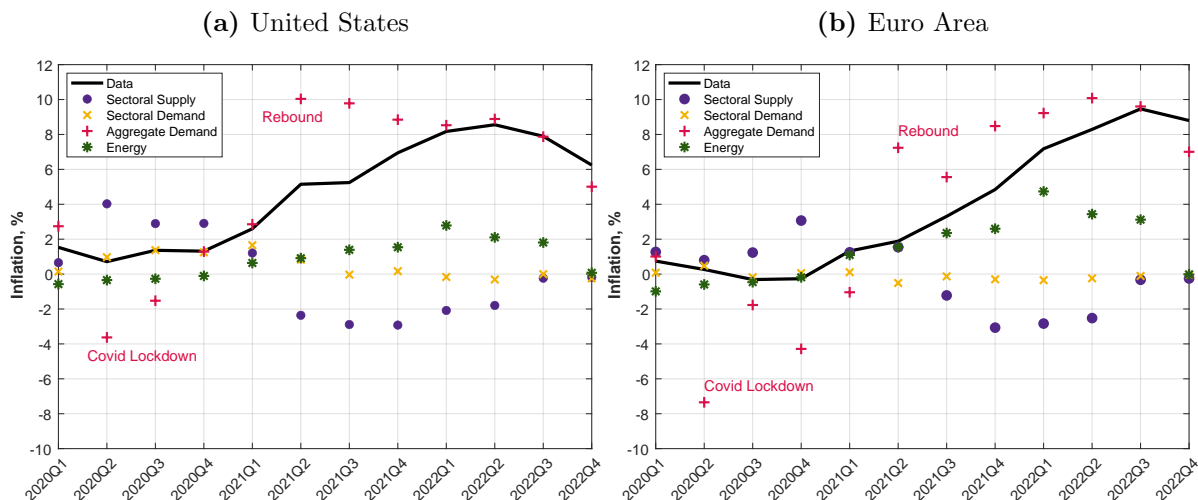 (a) United States
12
10
8
6
4
2
0
-2
-4
-6
-8
-10
Inflation, %
Data
Sectoral Supply
Sectoral Demand
Aggregate Demand
Energy
Rebound
Covid Lockdown
2020Q1
2020Q2
2020Q3
2020Q4
2021Q1
2021Q2
2021Q3
2021Q4
2022Q1
2022Q2
2022Q3
2022Q4
(b) Euro Area
12
10
8
6
4
2
0
-2
-4
-6
-8
-10
Inflation, %
Data
Sectoral Supply
Sectoral Demand
Aggregate Demand
Energy
Rebound
Covid Lockdown
2020Q1
2020Q2
2020Q3
2020Q4
2021Q1
2021Q2
2021Q3
2021Q4
2022Q1
2022Q2
2022Q3
2022Q4